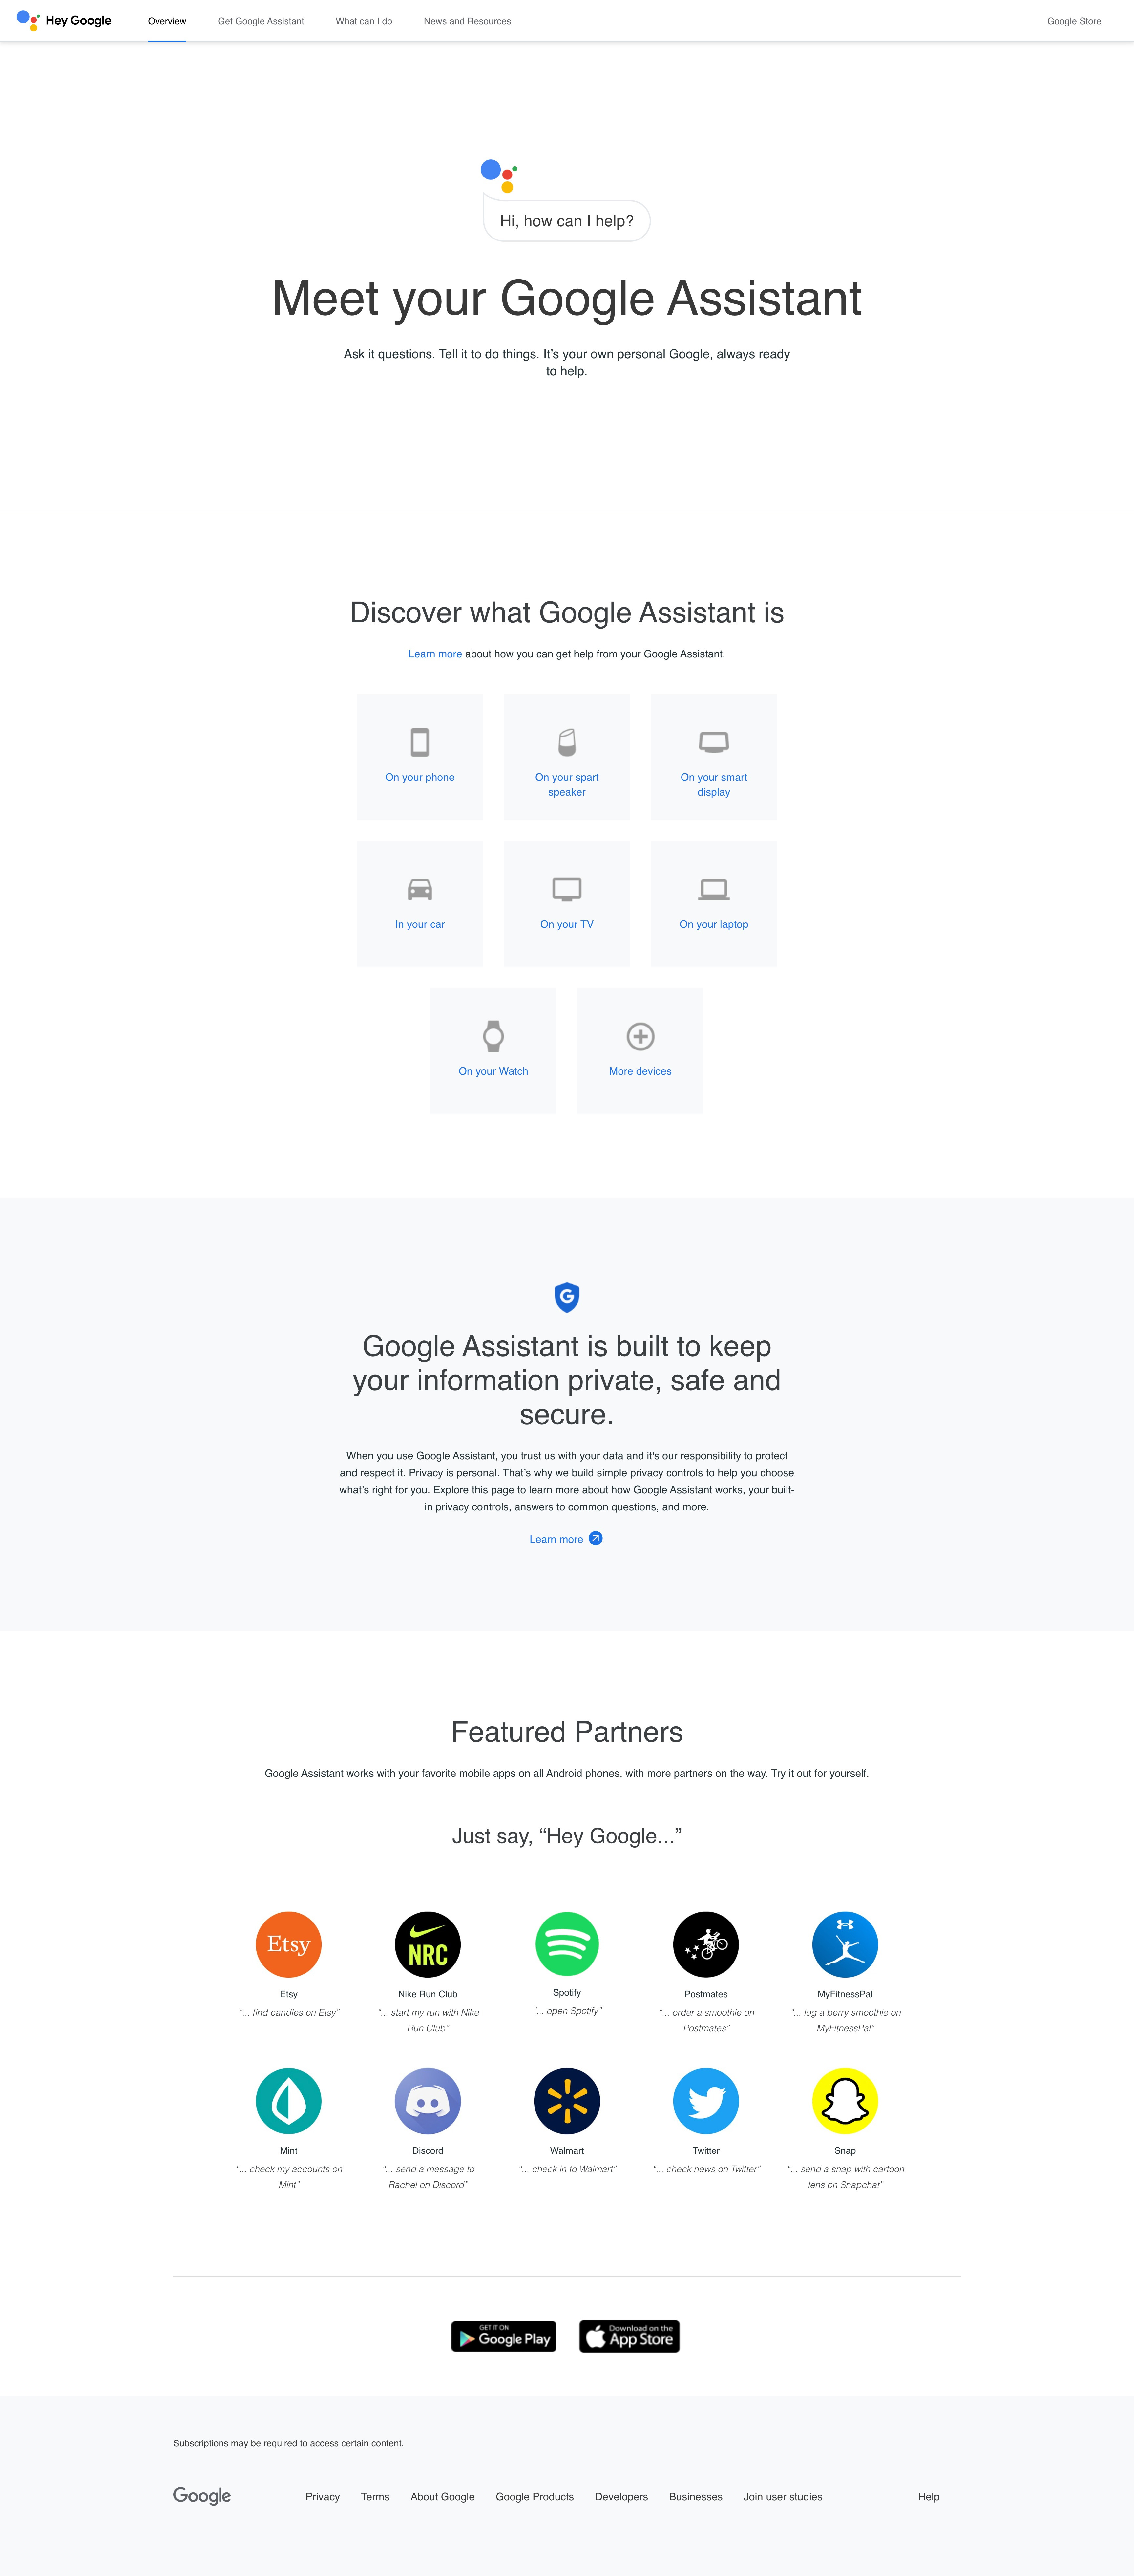 Hey Google
Overview
Get Google Assistant
What can I do
News and Resources
Google Store
Hi, how can I help?
Meet your Google Assistant
Ask it questions. Tell it to do things. It’s your own personal Google, always ready
to help.
Discover what Google Assistant is
Learn more about how you can get help from your Google Assistant.
On your phone
On your spart
speaker
On your smart
display
In your car
On your TV
On your laptop
On your Watch
More devices
G
Google Assistant is built to keep
your information private, safe and
secure.
When you use Google Assistant, you trust us with your data and it's our responsibility to protect
and respect it. Privacy is personal. That’s why we build simple privacy controls to help you choose
what’s right for you. Explore this page to learn more about how Google Assistant works, your built-
in privacy controls, answers to common questions, and more.
Learn more
Featured Partners
Google Assistant works with your favorite mobile apps on all Android phones, with more partners on the way. Try it out for yourself.
Just say, “Hey Google...”
Etsy
Etsy
“... find candles on Etsy”
NRC
Nike Run Club
“... start my run with Nike
Run Club”
Spotify
“... open Spotify”
Postmates
“... order a smoothie on
Postmates”
MyFitnessPal
“... log a berry smoothie on
MyFitnessPal”
Mint
“... check my accounts on
Mint”
Discord
“... send a message to
Rachel on Discord”
Walmart
“... check in to Walmart”
Twitter
“... check news on Twitter”
Snap
“... send a snap with cartoon
lens on Snapchat”
GET IT ON
Google Play
Download on the
App Store
Subscriptions may be required to access certain content.
Google
Privacy
Terms
About Google
Google Products
Developers
Businesses
Join user studies
Help